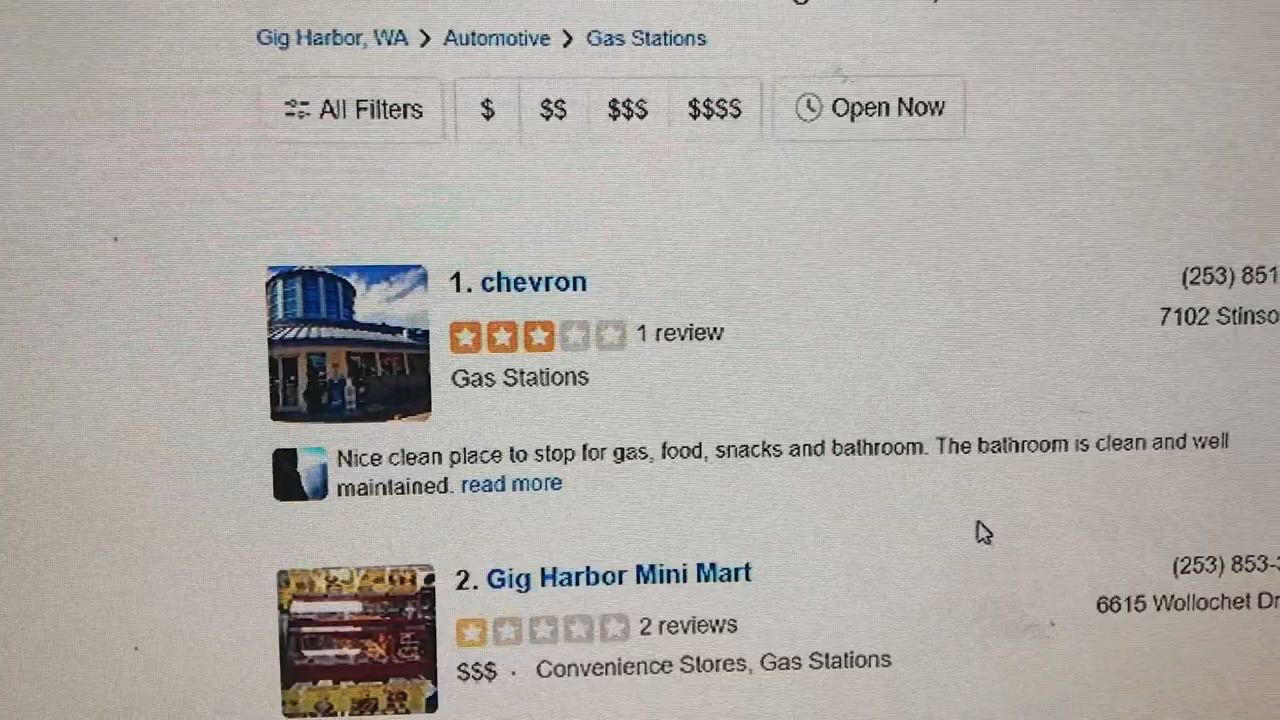 Gig Harbor, WA > Automotive > Gas Stations
All Filters $ $$ $$$ $$$$ Open Now
1. chevron
(253) 851
1 review
7102 Stinso
Gas Stations
Nice clean place to stop for gas, food, snacks and bathroom. The bathroom is clean and well
maintained. read more
2. Gig Harbor Mini Mart
(253) 853-
2 reviews
6615 Wollochet Dr
$$$ · Convenience Stores, Gas Stations